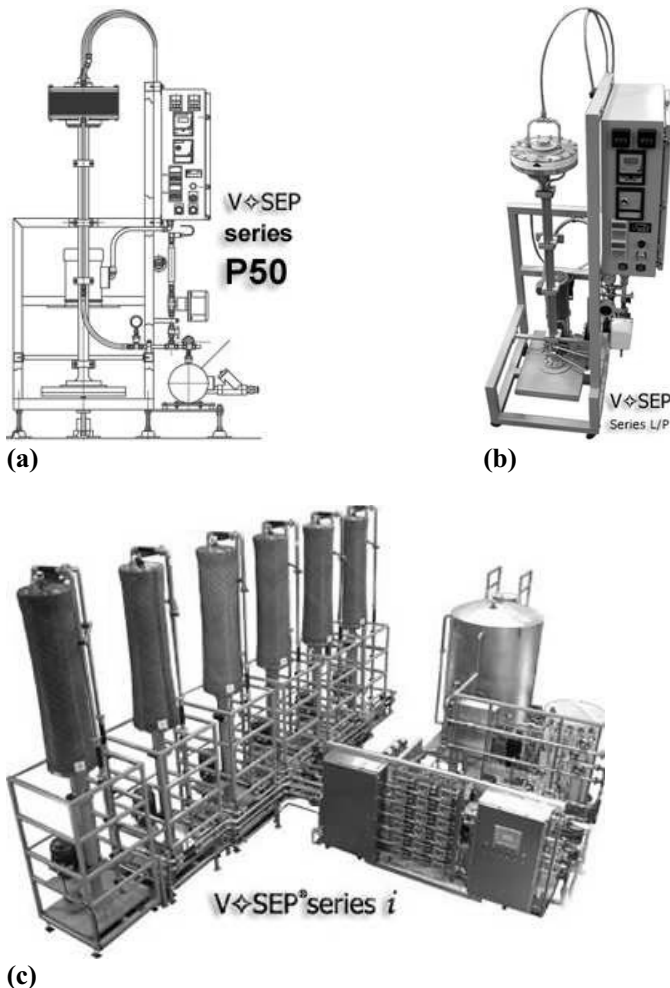 V✧SEP
series
P50
V✧SEP
Series L/P
(a)
(b)
V✧SEP® series i
(c)